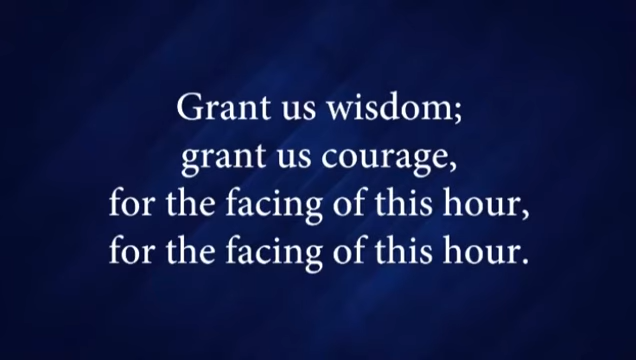 Grant us wisdom;
grant us courage,
for the facing of this hour,
for the facing of this hour.